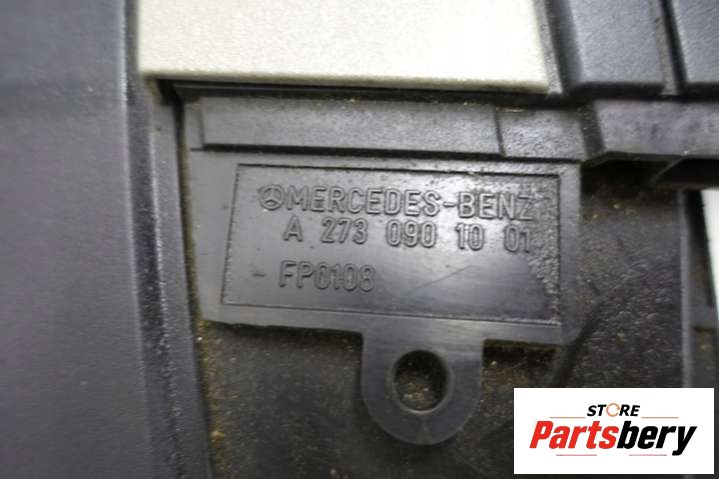 MERCEDES-BENZ
A 273 090 10 01
- FP0108
STORE
Partsbery